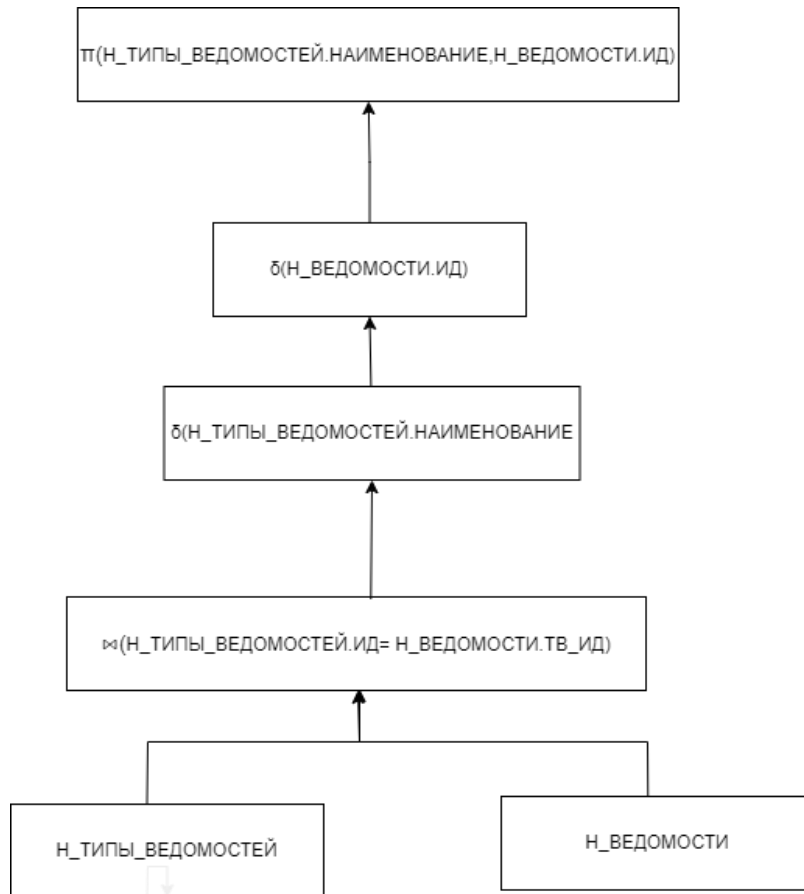 π(Н_ТИПЫ_ВЕДОМОСТЕЙ.НАИМЕНОВАНИЕ,Н_ВЕДОМОСТИ.ИД)
δ(Н_ВЕДОМОСТИ.ИД)
δ(Н_ТИПЫ_ВЕДОМОСТЕЙ.НАИМЕНОВАНИЕ
⋈(Н_ТИПЫ_ВЕДОМОСТЕЙ.ИД= Н_ВЕДОМОСТИ.ТВ_ИД)
Н_ТИПЫ_ВЕДОМОСТЕЙ
Н_ВЕДОМОСТИ